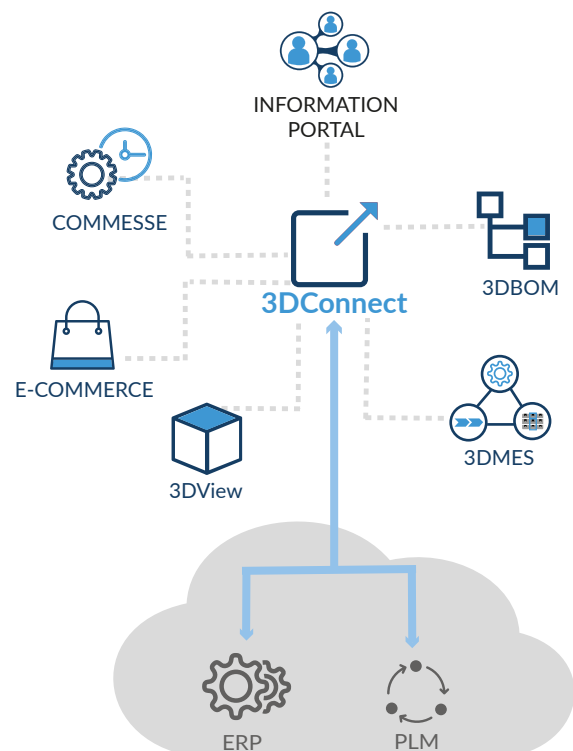 INFORMATION
PORTAL
COMMESSE
3DConnect
3DBOM
E-COMMERCE
3DMES
3DView
ERP
PLM